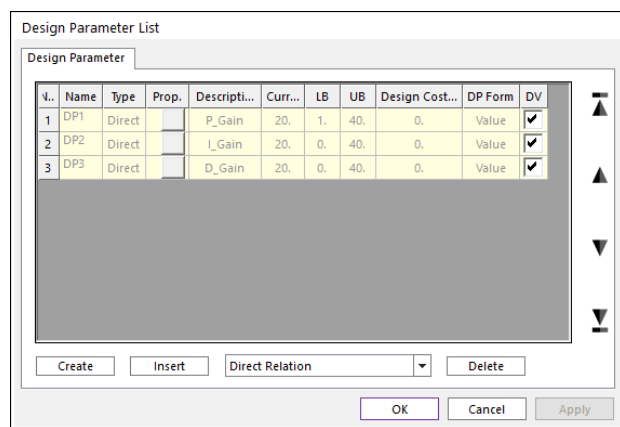 Design Parameter List
Design Parameter
N.. Name Type Prop. Descripti... Curr... LB UB Design Cost... DP Form DV
1 DP1 Direct P_Gain 20. 1. 40. 0. Value
2 DP2 Direct I_Gain 20. 0. 40. 0. Value
3 DP3 Direct D_Gain 20. 0. 40. 0. Value
Create Insert Direct Relation Delete
OK Cancel Apply